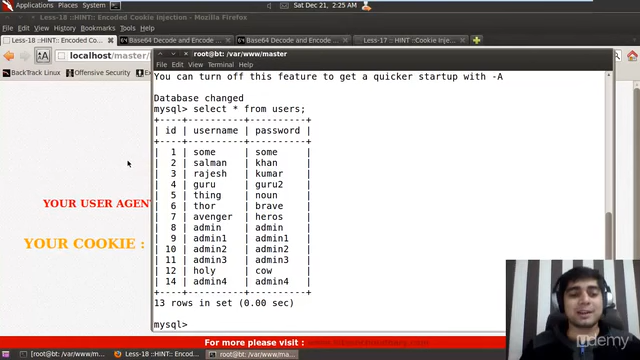 Applications Places System
Sat Dec 21, 2:25 AM
Less-18 ::HINT:: Encoded Cookie injection - Mozilla Firefox
File Edit View History Bookmarks Tools Help
Less-18 ::HINT:: Encoded Co...
Base64 Decode and Encode ...
Base64 Decode and Encode ...
Less-17 :: HINT ::Cookie Injec...
localhost/master/
BackTrack Linux
Offensive Security
root@bt: /var/www/master
File Edit View Terminal Help
You can turn off this feature to get a quicker startup with -A
Database changed
mysql> select * from users;
+----+----------+----------+
| id | username | password |
+----+----------+----------+
| 1 | some | some |
| 2 | salman | khan |
| 3 | rajesh | kumar |
| 4 | guru | guru2 |
| 5 | thing | noun |
| 6 | thor | brave |
| 7 | avenger | heros |
| 8 | admin | admin |
| 9 | admin1 | admin1 |
| 10 | admin2 | admin2 |
| 11 | admin3 | admin3 |
| 12 | holy | cow |
| 14 | admin4 | admin4 |
+----+----------+----------+
13 rows in set (0.00 sec)
mysql>
YOUR USER AGENT
YOUR COOKIE :
For more please visit :
udemy
[root@bt: /var/www/ma...
Less-18 ::HINT:: Encod...
root@bt: /var/www/ma...